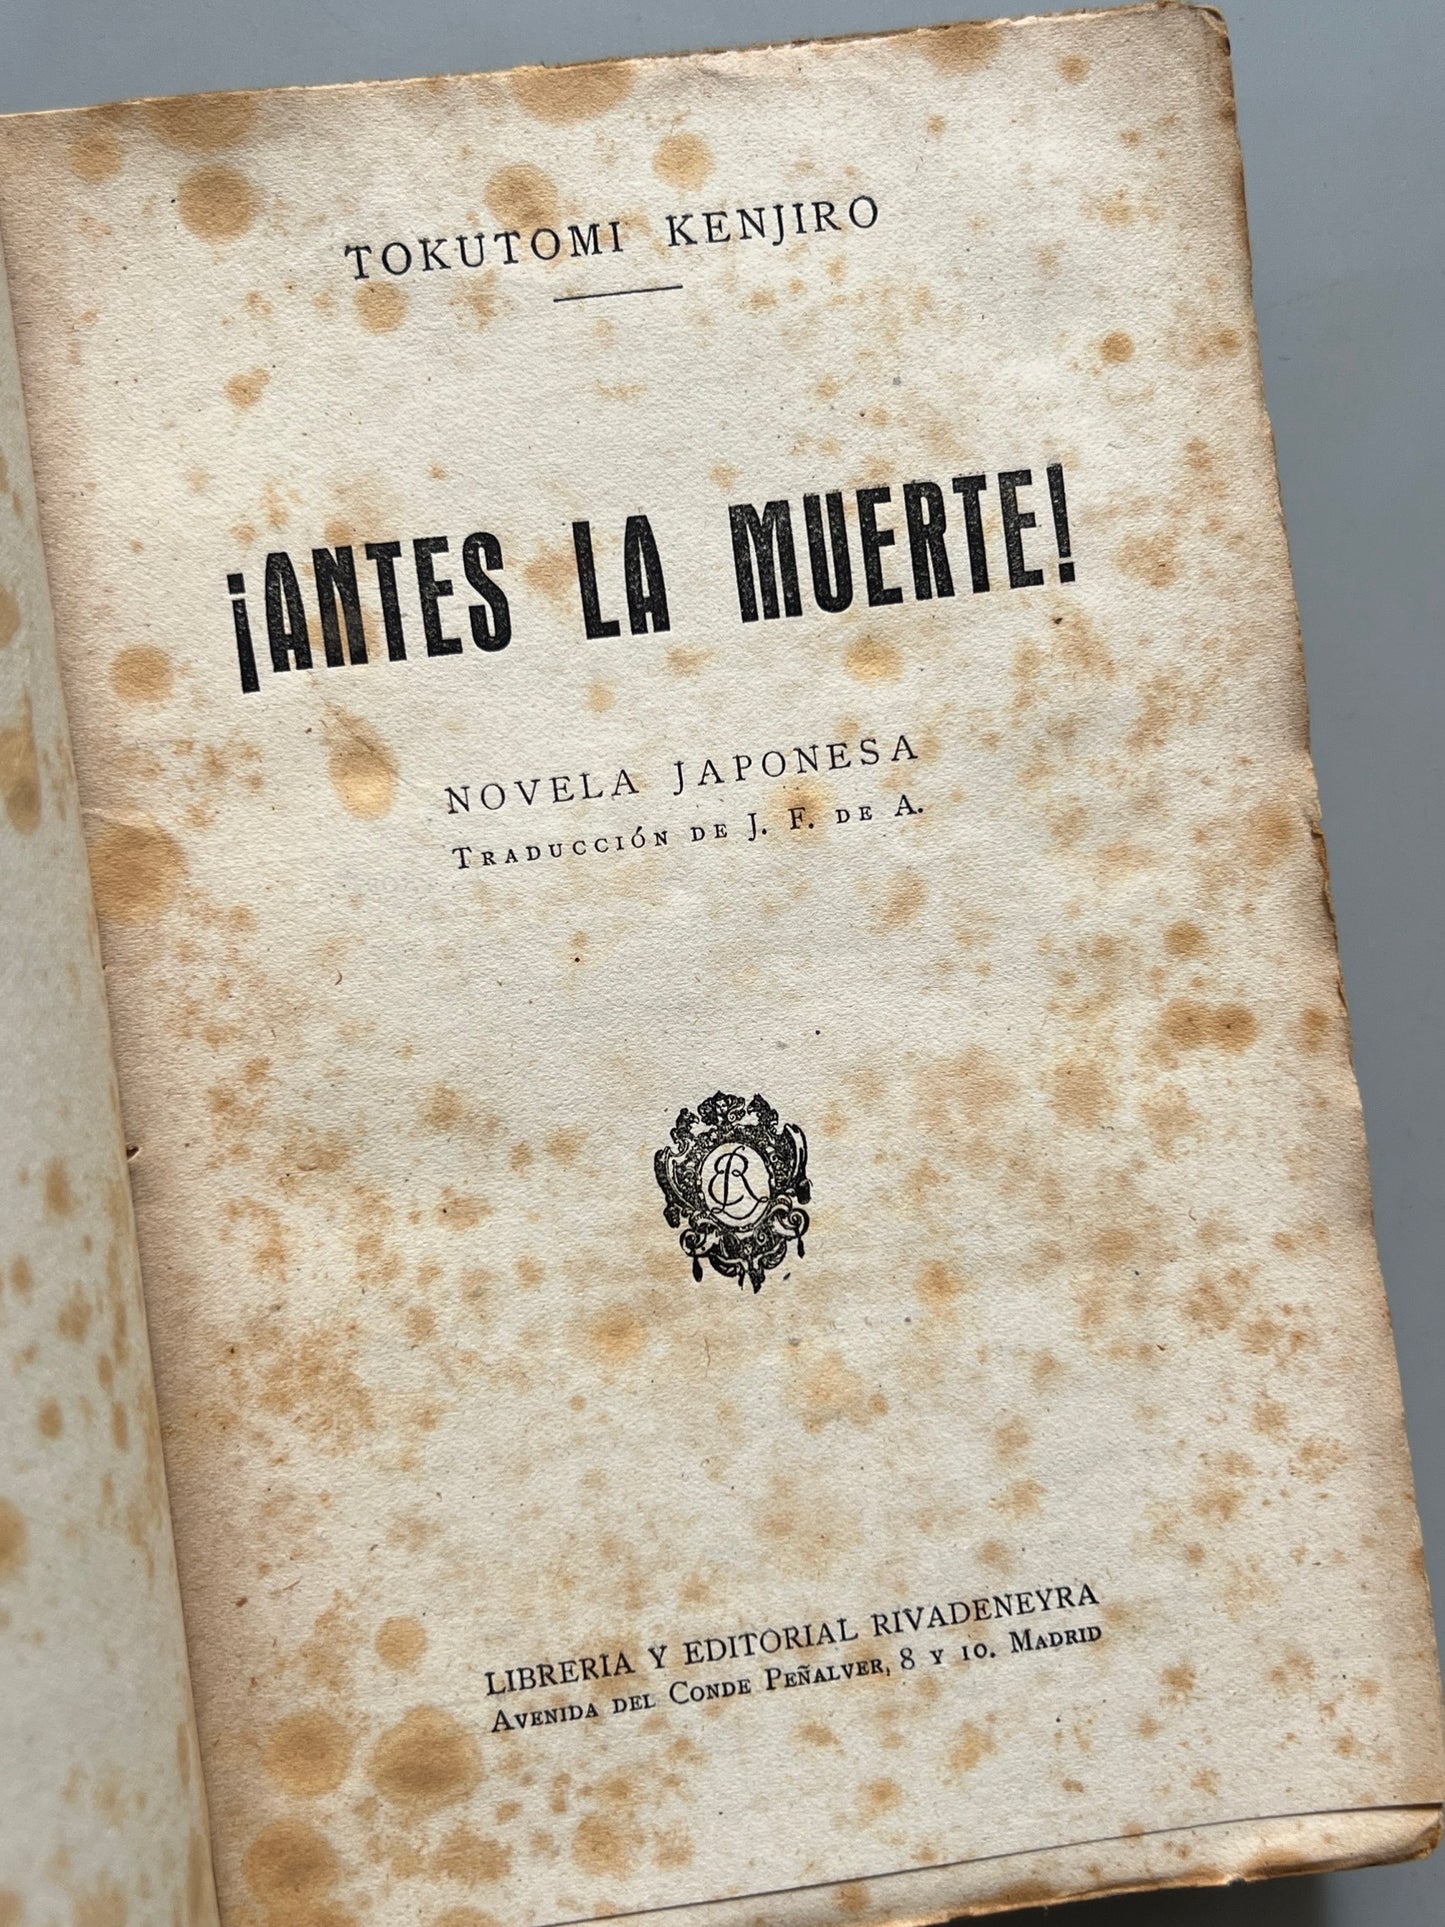 TOKUTOMI KENJIRO
¡ANTES LA MUERTE!
NOVELA JAPONESA
TRADUCCIÓN DE J. F. DE A.
LIBRERIA Y EDITORIAL RIVADENEYRA
AVENIDA DEL CONDE PEÑALVER, 8 Y 10. MADRID